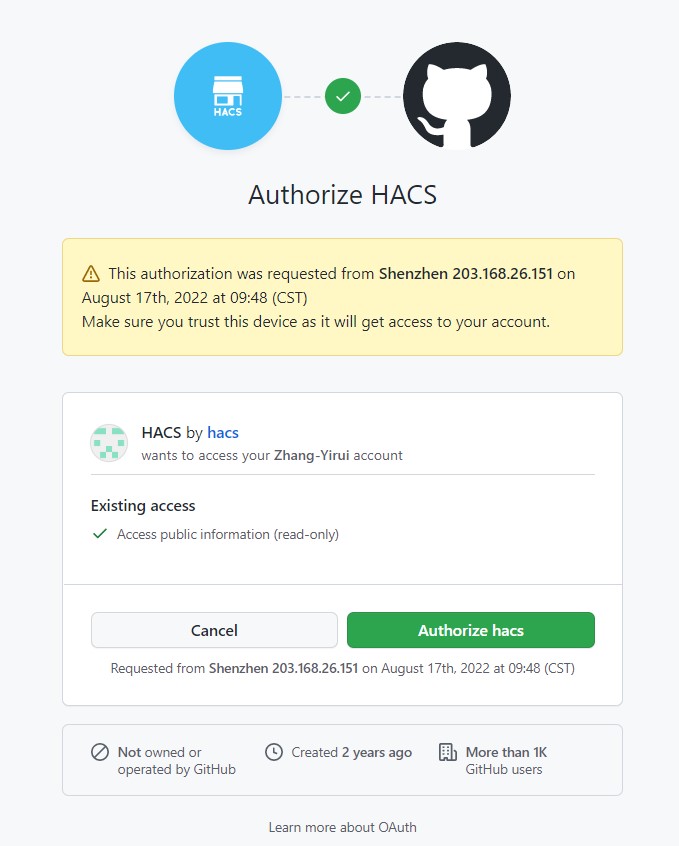 HACS
Authorize HACS
This authorization was requested from Shenzhen 203.168.26.151 on
August 17th, 2022 at 09:48 (CST)
Make sure you trust this device as it will get access to your account.
HACS by hacs
wants to access your Zhang-Yirui account
Existing access
Access public information (read-only)
Cancel
Authorize hacs
Requested from Shenzhen 203.168.26.151 on August 17th, 2022 at 09:48 (CST)
Not owned or
operated by GitHub
Created 2 years ago
More than 1K
GitHub users
Learn more about OAuth